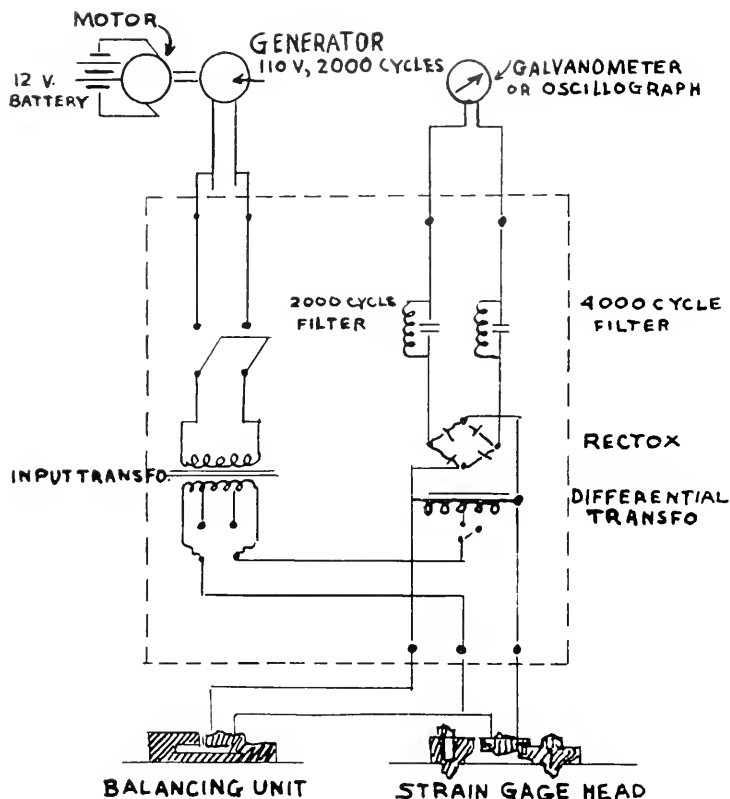 MOTOR
GENERATOR
110 V, 2000 CYCLES
12 V.
BATTERY
GALVANOMETER
OR OSCILLOGRAPH
2000 CYCLE
FILTER
4000 CYCLE
FILTER
RECTOX
INPUT TRANSFO.
DIFFERENTIAL
TRANSFO
BALANCING UNIT
STRAIN GAGE HEAD